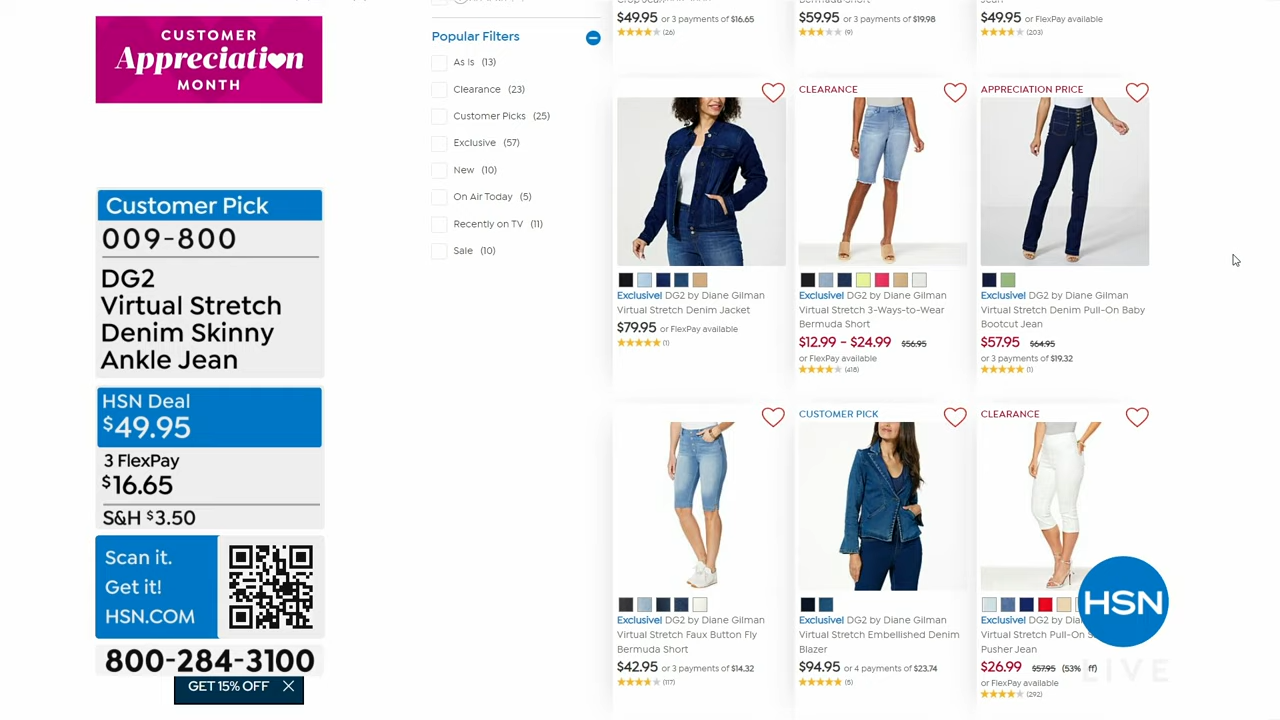 CUSTOMER
Appreciation
MONTH
Customer Pick
009-800
DG2
Virtual Stretch
Denim Skinny
Ankle Jean
HSN Deal
$49.95
3 FlexPay
$16.65
S&H $3.50
Scan it.
Get it!
HSN.COM
800-284-3100
GET 15% OFF
Popular Filters
As Is (13)
Clearance (23)
Customer Picks (25)
Exclusive (57)
New (10)
On Air Today (5)
Recently on TV (11)
Sale (10)
$49.95 or 3 payments of $16.65
(26)
$59.95 or 3 payments of $19.98
(9)
$49.95 or FlexPay available
(203)
Exclusive! DG2 by Diane Gilman
Virtual Stretch Denim Jacket
$79.95 or FlexPay available
(1)
CLEARANCE
Exclusive! DG2 by Diane Gilman
Virtual Stretch 3-Ways-to-Wear
Bermuda Short
$12.99 - $24.99 $56.95
or FlexPay available
(418)
APPRECIATION PRICE
Exclusive! DG2 by Diane Gilman
Virtual Stretch Denim Pull-On Baby
Bootcut Jean
$57.95 $64.95
or 3 payments of $19.32
(1)
Exclusive! DG2 by Diane Gilman
Virtual Stretch Faux Button Fly
Bermuda Short
$42.95 or 3 payments of $14.32
(117)
CUSTOMER PICK
Exclusive! DG2 by Diane Gilman
Virtual Stretch Embellished Denim
Blazer
$94.95 or 4 payments of $23.74
(5)
CLEARANCE
Exclusive! DG2 by Dia
Virtual Stretch Pull-On S
Pusher Jean
$26.99 $57.95 (53% ff)
or FlexPay available
(292)
HSN
LIVE